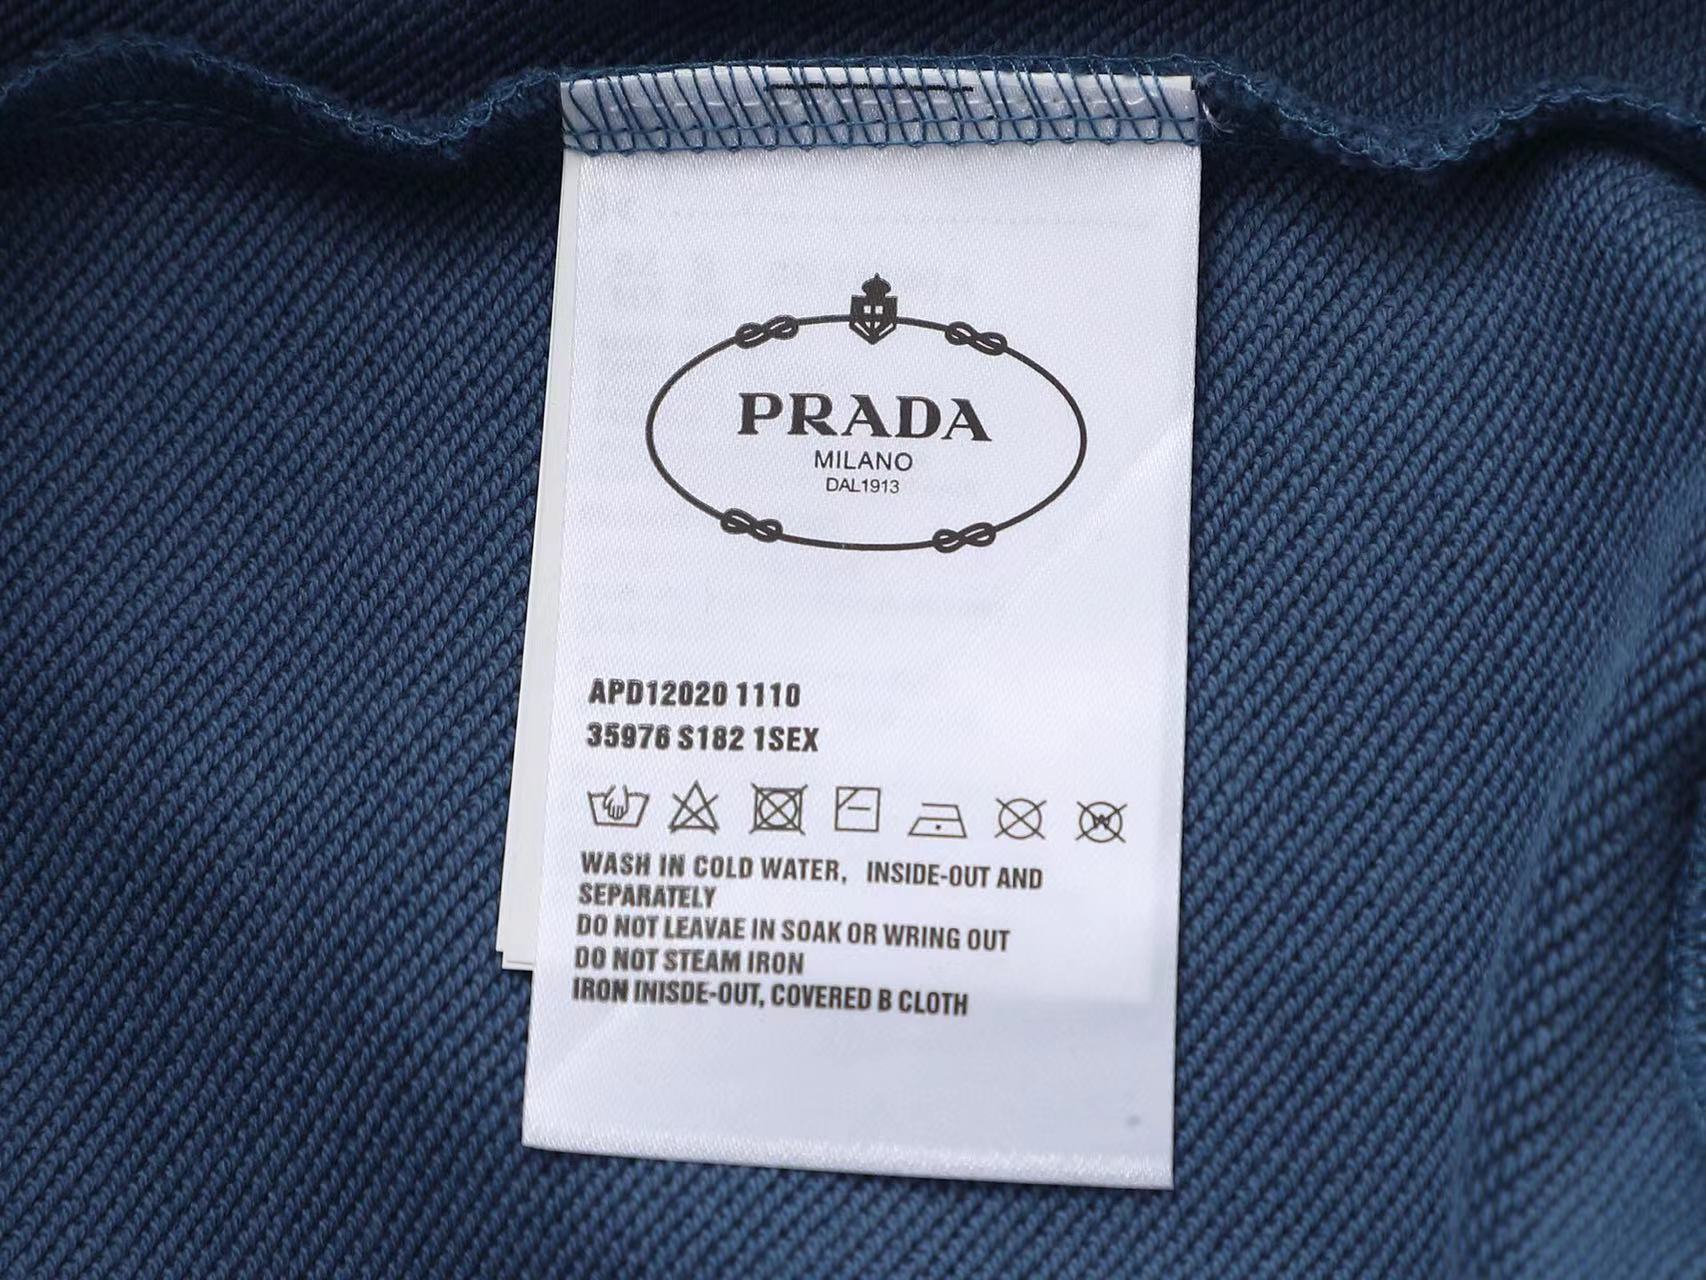 PRADA
MILANO
DAL1913
APD12020 1110
35976 S182 1SEX
WASH IN COLD WATER, INSIDE-OUT AND
SEPARATELY
DO NOT LEAVAE IN SOAK OR WRING OUT
DO NOT STEAM IRON
IRON INISDE-OUT, COVERED B CLOTH